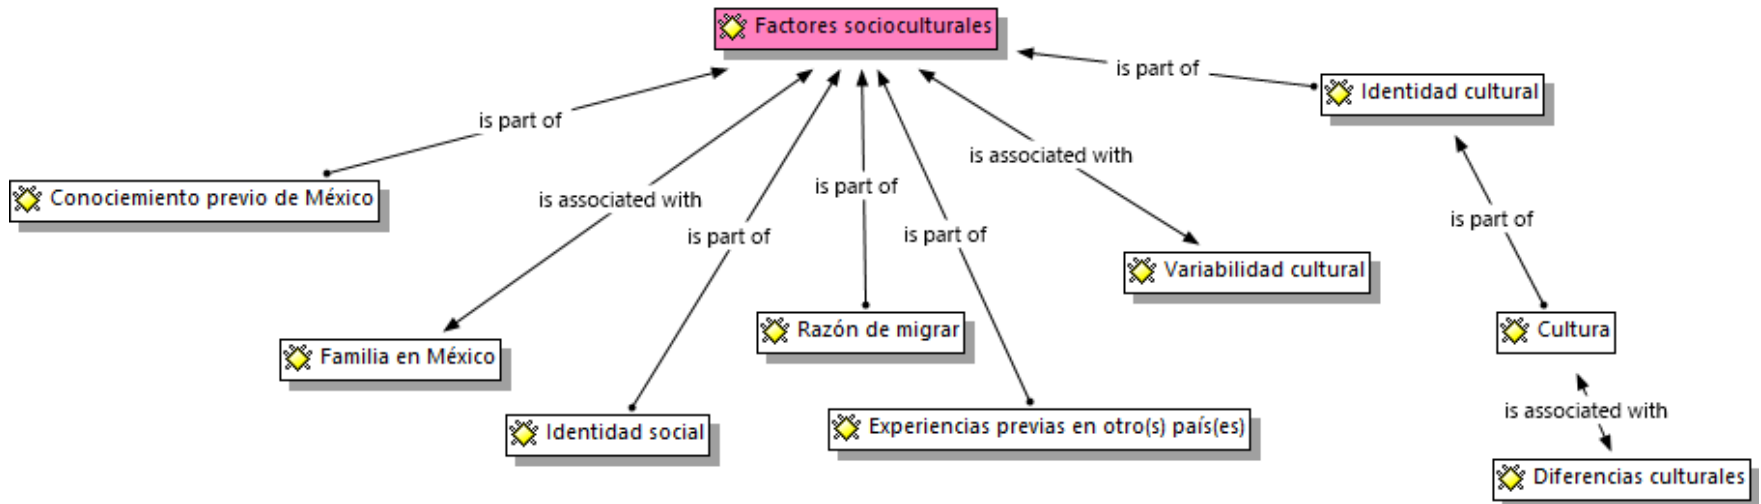 Factores socioculturales
is part of
Identidad cultural
is part of
is associated with
Conociemiento previo de México
is part of
is associated with
is part of
is part of
is part of
Variabilidad cultural
Razón de migrar
Cultura
Familia en México
is associated with
Identidad social
Experiencias previas en otro(s) país(es)
Diferencias culturales